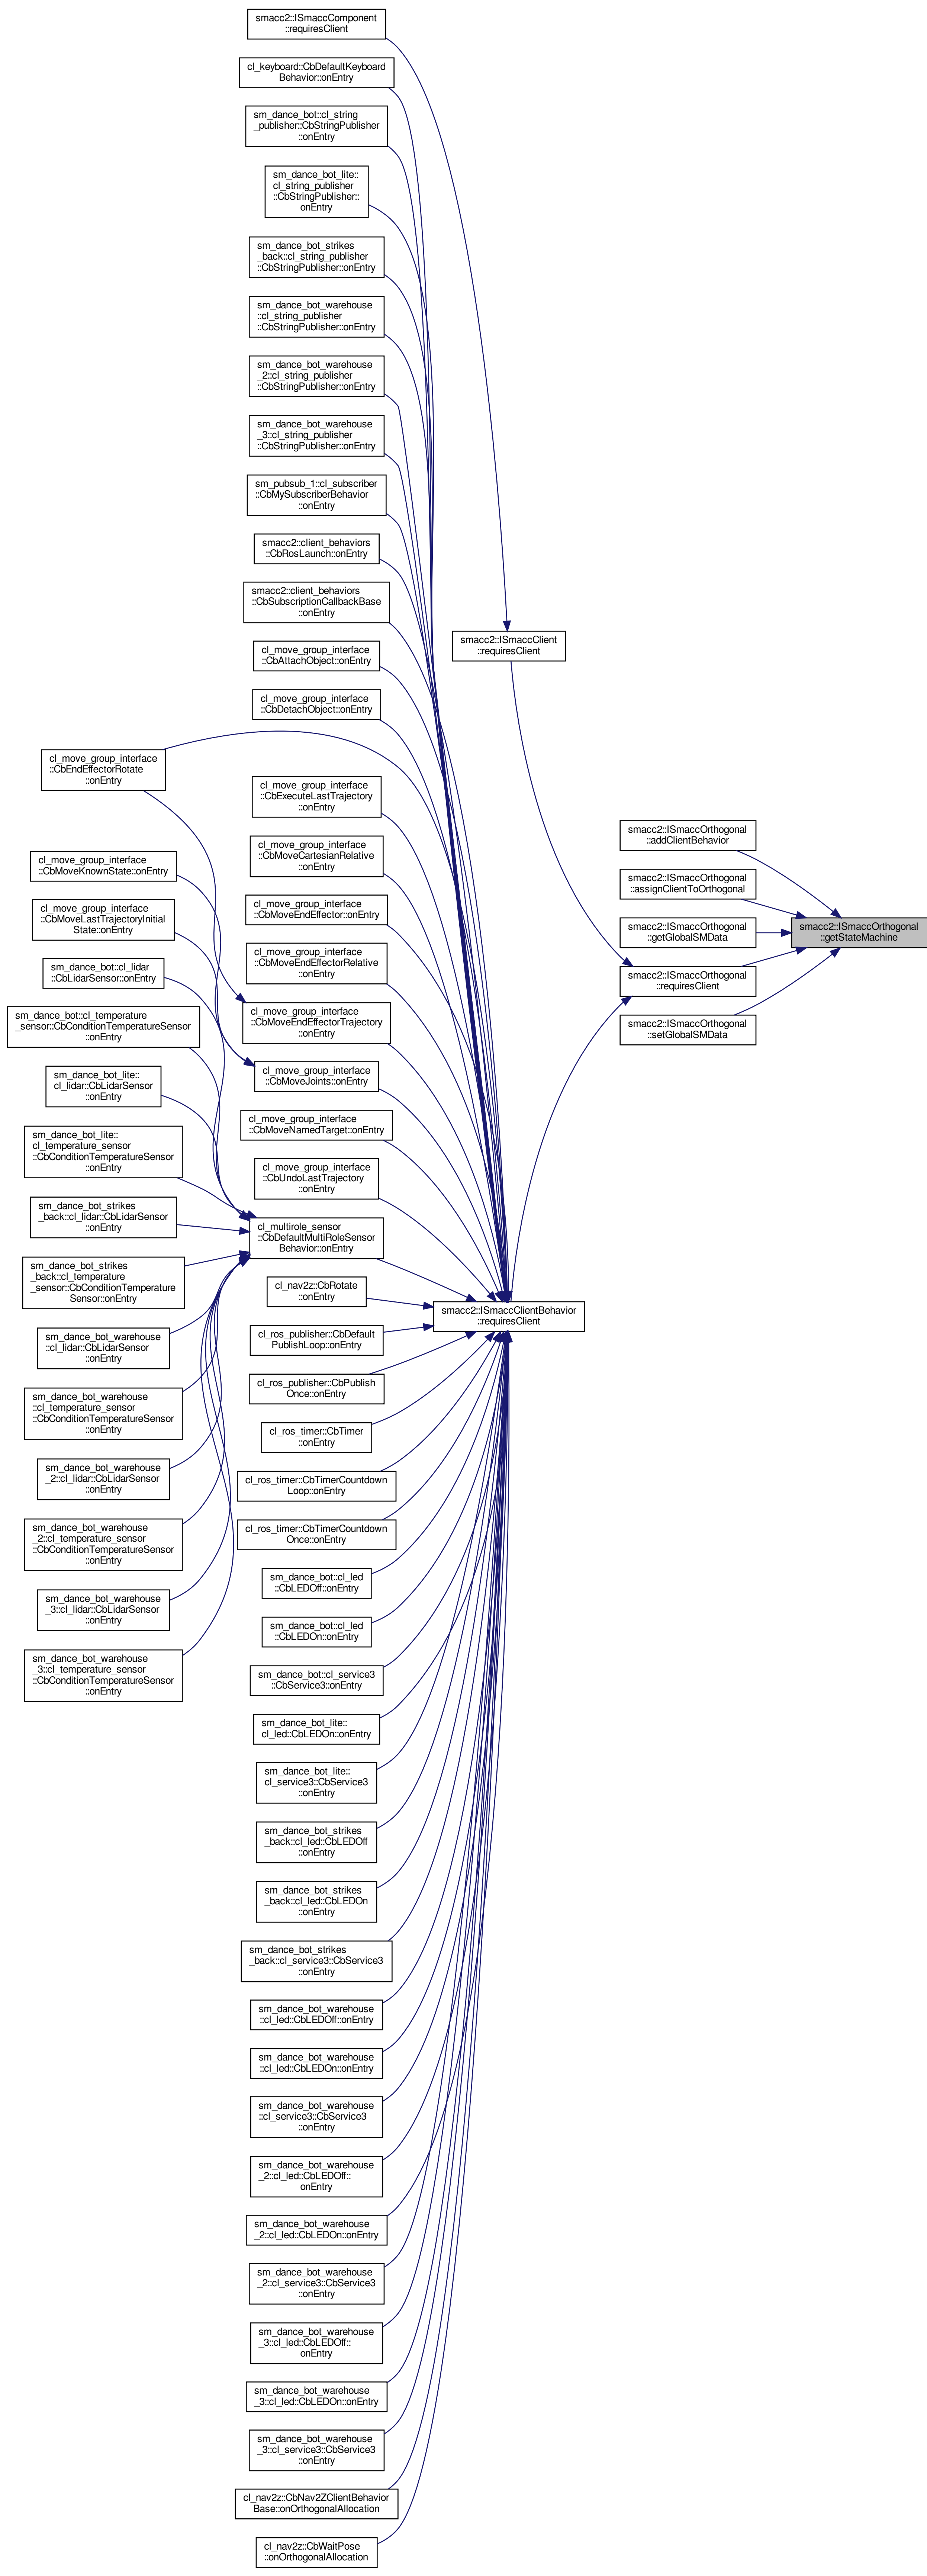 smacc2::ISmaccComponent
::requiresClient
cl_keyboard::CbDefaultKeyboard
Behavior::onEntry
sm_dance_bot::cl_string
_publisher::CbStringPublisher
::onEntry
sm_dance_bot_lite::
cl_string_publisher
::CbStringPublisher::
onEntry
sm_dance_bot_strikes
_back::cl_string_publisher
::CbStringPublisher::onEntry
sm_dance_bot_warehouse
::cl_string_publisher
::CbStringPublisher::onEntry
sm_dance_bot_warehouse
_2::cl_string_publisher
::CbStringPublisher::onEntry
sm_dance_bot_warehouse
_3::cl_string_publisher
::CbStringPublisher::onEntry
sm_pubsub_1::cl_subscriber
::CbMySubscriberBehavior
::onEntry
smacc2::client_behaviors
::CbRosLaunch::onEntry
smacc2::client_behaviors
::CbSubscriptionCallbackBase
::onEntry
cl_move_group_interface
::CbAttachObject::onEntry
cl_move_group_interface
::CbDetachObject::onEntry
cl_move_group_interface
::CbEndEffectorRotate
::onEntry
cl_move_group_interface
::CbExecuteLastTrajectory
::onEntry
cl_move_group_interface
::CbMoveCartesianRelative
::onEntry
cl_move_group_interface
::CbMoveKnownState::onEntry
cl_move_group_interface
::CbMoveEndEffector::onEntry
cl_move_group_interface
::CbMoveLastTrajectoryInitial
State::onEntry
cl_move_group_interface
::CbMoveEndEffectorRelative
::onEntry
sm_dance_bot::cl_lidar
::CbLidarSensor::onEntry
cl_move_group_interface
::CbMoveEndEffectorTrajectory
::onEntry
sm_dance_bot::cl_temperature
_sensor::CbConditionTemperatureSensor
::onEntry
cl_move_group_interface
::CbMoveJoints::onEntry
sm_dance_bot_lite::
cl_lidar::CbLidarSensor
::onEntry
cl_move_group_interface
::CbMoveNamedTarget::onEntry
sm_dance_bot_lite::
cl_temperature_sensor
::CbConditionTemperatureSensor
::onEntry
cl_move_group_interface
::CbUndoLastTrajectory
::onEntry
sm_dance_bot_strikes
_back::cl_lidar::CbLidarSensor
::onEntry
cl_multirole_sensor
::CbDefaultMultiRoleSensor
Behavior::onEntry
sm_dance_bot_strikes
_back::cl_temperature
_sensor::CbConditionTemperature
Sensor::onEntry
cl_nav2z::CbRotate
::onEntry
sm_dance_bot_warehouse
::cl_lidar::CbLidarSensor
::onEntry
cl_ros_publisher::CbDefault
PublishLoop::onEntry
sm_dance_bot_warehouse
::cl_temperature_sensor
::CbConditionTemperatureSensor
::onEntry
cl_ros_publisher::CbPublish
Once::onEntry
cl_ros_timer::CbTimer
::onEntry
sm_dance_bot_warehouse
_2::cl_lidar::CbLidarSensor
::onEntry
cl_ros_timer::CbTimerCountdown
Loop::onEntry
sm_dance_bot_warehouse
_2::cl_temperature_sensor
::CbConditionTemperatureSensor
::onEntry
cl_ros_timer::CbTimerCountdown
Once::onEntry
sm_dance_bot_warehouse
_3::cl_lidar::CbLidarSensor
::onEntry
sm_dance_bot::cl_led
::CbLEDOff::onEntry
sm_dance_bot::cl_led
::CbLEDOn::onEntry
sm_dance_bot_warehouse
_3::cl_temperature_sensor
::CbConditionTemperatureSensor
::onEntry
sm_dance_bot::cl_service3
::CbService3::onEntry
sm_dance_bot_lite::
cl_led::CbLEDOn::onEntry
sm_dance_bot_lite::
cl_service3::CbService3
::onEntry
sm_dance_bot_strikes
_back::cl_led::CbLEDOff
::onEntry
sm_dance_bot_strikes
_back::cl_led::CbLEDOn
::onEntry
sm_dance_bot_strikes
_back::cl_service3::CbService3
::onEntry
sm_dance_bot_warehouse
::cl_led::CbLEDOff::onEntry
sm_dance_bot_warehouse
::cl_led::CbLEDOn::onEntry
sm_dance_bot_warehouse
::cl_service3::CbService3
::onEntry
sm_dance_bot_warehouse
_2::cl_led::CbLEDOff::
onEntry
sm_dance_bot_warehouse
_2::cl_led::CbLEDOn::onEntry
sm_dance_bot_warehouse
_2::cl_service3::CbService3
::onEntry
sm_dance_bot_warehouse
_3::cl_led::CbLEDOff::
onEntry
sm_dance_bot_warehouse
_3::cl_led::CbLEDOn::onEntry
sm_dance_bot_warehouse
_3::cl_service3::CbService3
::onEntry
cl_nav2z::CbNav2ZClientBehavior
Base::onOrthogonalAllocation
cl_nav2z::CbWaitPose
::onOrthogonalAllocation
smacc2::ISmaccClient
::requiresClient
smacc2::ISmaccClientBehavior
::requiresClient
smacc2::ISmaccOrthogonal
::addClientBehavior
smacc2::ISmaccOrthogonal
::assignClientToOrthogonal
smacc2::ISmaccOrthogonal
::getGlobalSMData
smacc2::ISmaccOrthogonal
::requiresClient
smacc2::ISmaccOrthogonal
::setGlobalSMData
smacc2::ISmaccOrthogonal
::getStateMachine